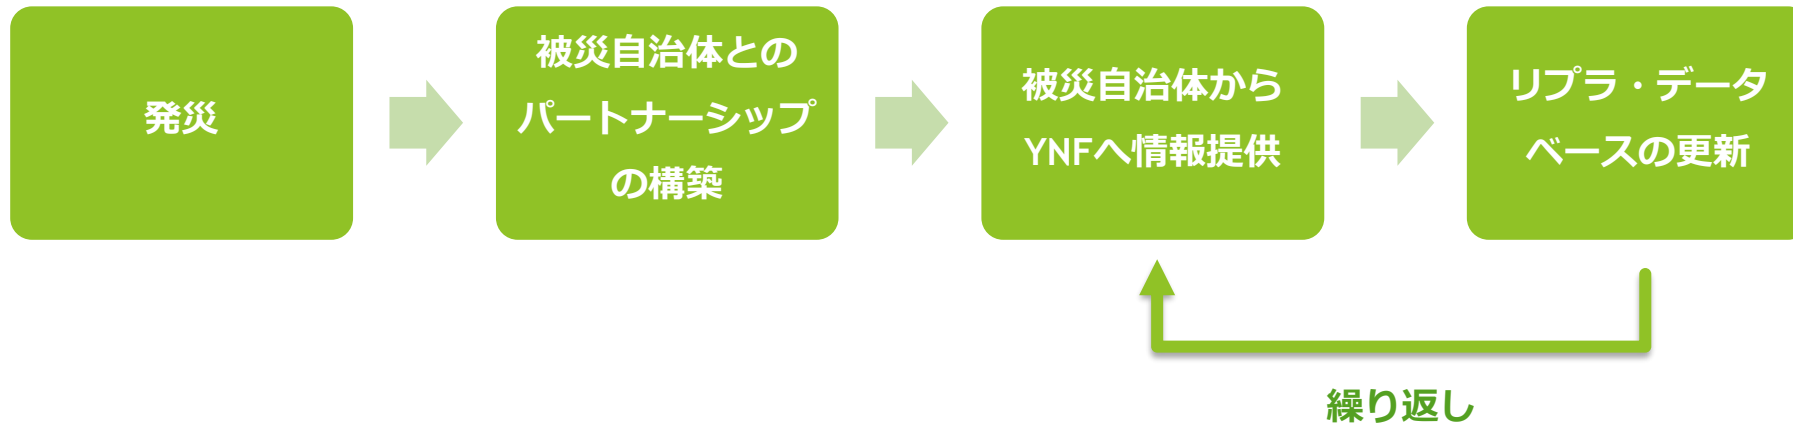 発災
被災自治体との
パートナーシップ
の構築
被災自治体から
YNFへ情報提供
リプラ・データ
ベースの更新
繰り返し